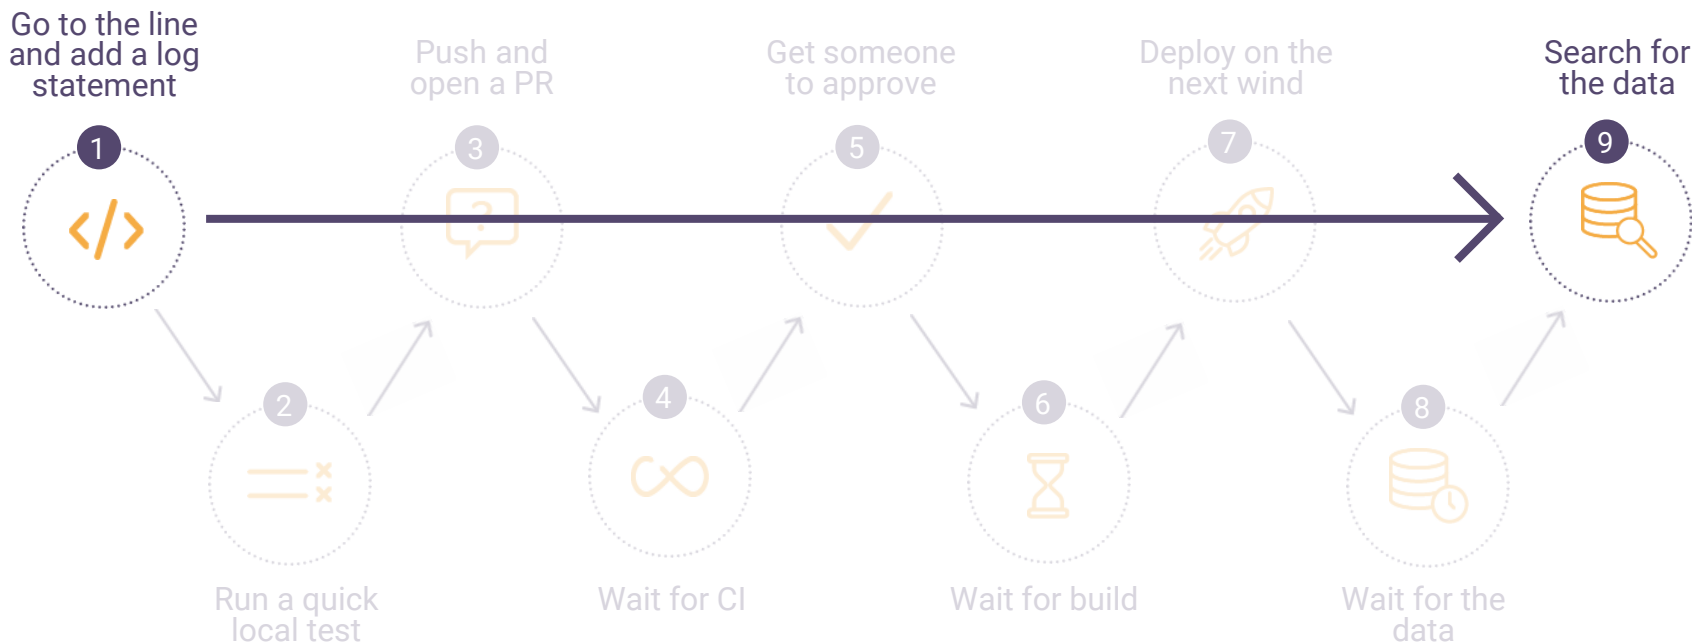 Go to the line
and add a log
statement
1
Run a quick
local test
2
Push and
open a PR
3
?
Wait for CI
4
Get someone
to approve
5
Wait for build
6
Deploy on the
next wind
7
Wait for the
data
8
Search for
the data
9